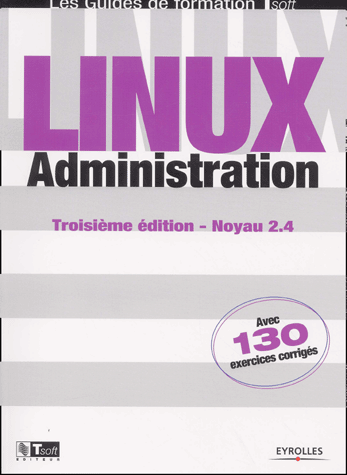 Les Guides de formation Tsoft
LINUX
LINUX
Administration
Troisième édition - Noyau 2.4
Avec
130
exercices corrigés
Tsoft
EDITEUR
EYROLLES